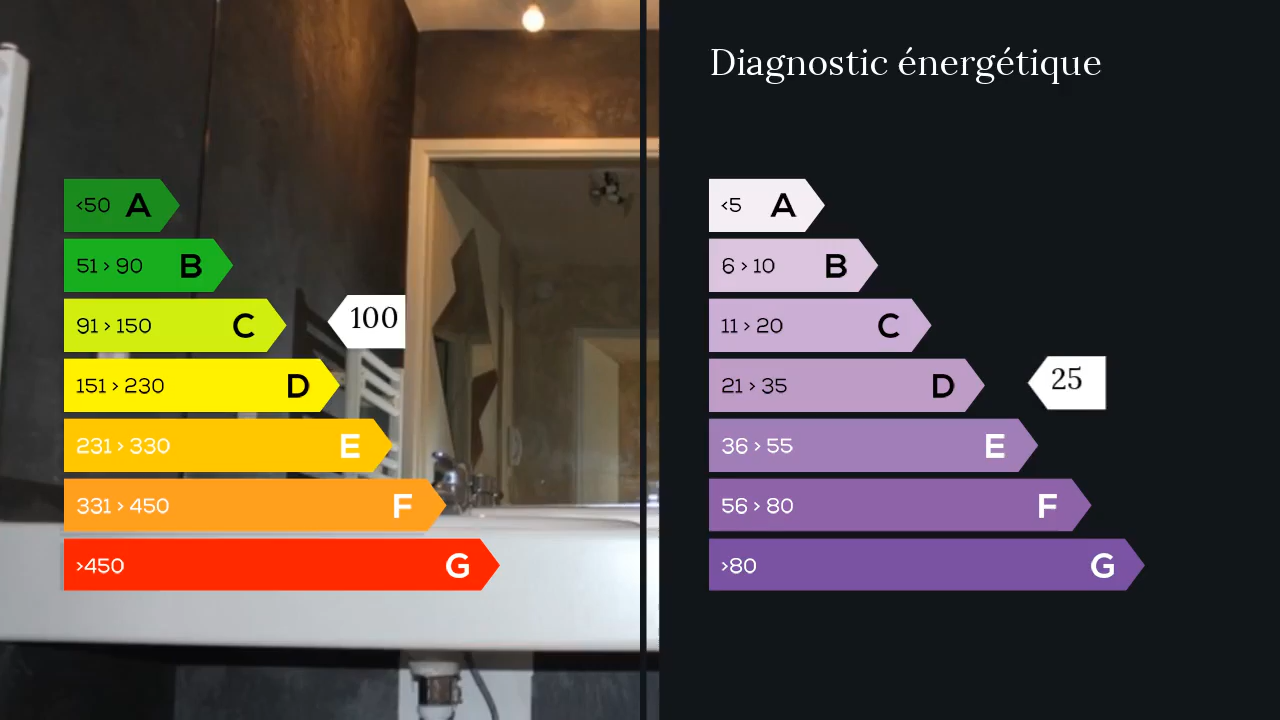 Diagnostic énergétique
<50 A
51 > 90 B
91 > 150 C
100
151 > 230 D
231 > 330 E
331 > 450 F
>450 G
<5 A
6 > 10 B
11 > 20 C
21 > 35 D
25
36 > 55 E
56 > 80 F
>80 G